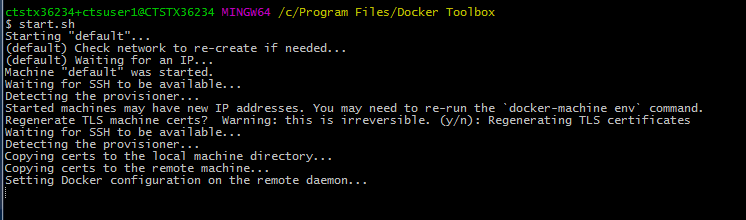 ctstx36234+ctsuser1@CTSTX36234 MINGW64 /c/Program Files/Docker Toolbox
$ start.sh
Starting "default"...
(default) Check network to re-create if needed...
(default) Waiting for an IP...
Machine "default" was started.
Waiting for SSH to be available...
Detecting the provisioner...
Started machines may have new IP addresses. You may need to re-run the `docker-machine env` command.
Regenerate TLS machine certs?  Warning: this is irreversible. (y/n): Regenerating TLS certificates
Waiting for SSH to be available...
Detecting the provisioner...
Copying certs to the local machine directory...
Copying certs to the remote machine...
Setting Docker configuration on the remote daemon...